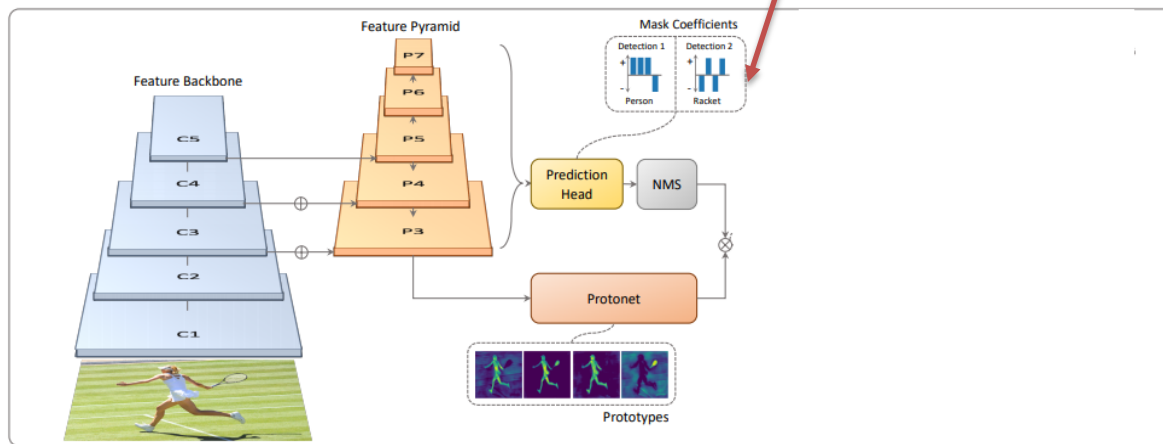 Mask Coefficients
Feature Pyramid
Detection 1
Detection 2
P7
+
+
Feature Backbone
P6
-
-
Person
Racket
C5
P5
Prediction
Head
NMS
C4
P4
C3
P3
C2
Protonet
C1
Prototypes